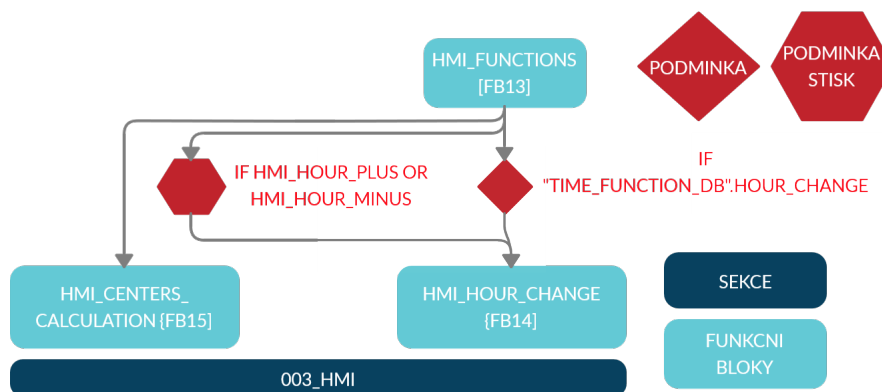 HMI_FUNCTIONS
[FB13]
PODMINKA
PODMINKA
STISK
IF HMI_HOUR_PLUS OR
HMI_HOUR_MINUS
IF
"TIME_FUNCTION_DB".HOUR_CHANGE
HMI_CENTERS_
CALCULATION {FB15]
HMI_HOUR_CHANGE
{FB14]
SEKCE
FUNKCNI
BLOKY
003_HMI